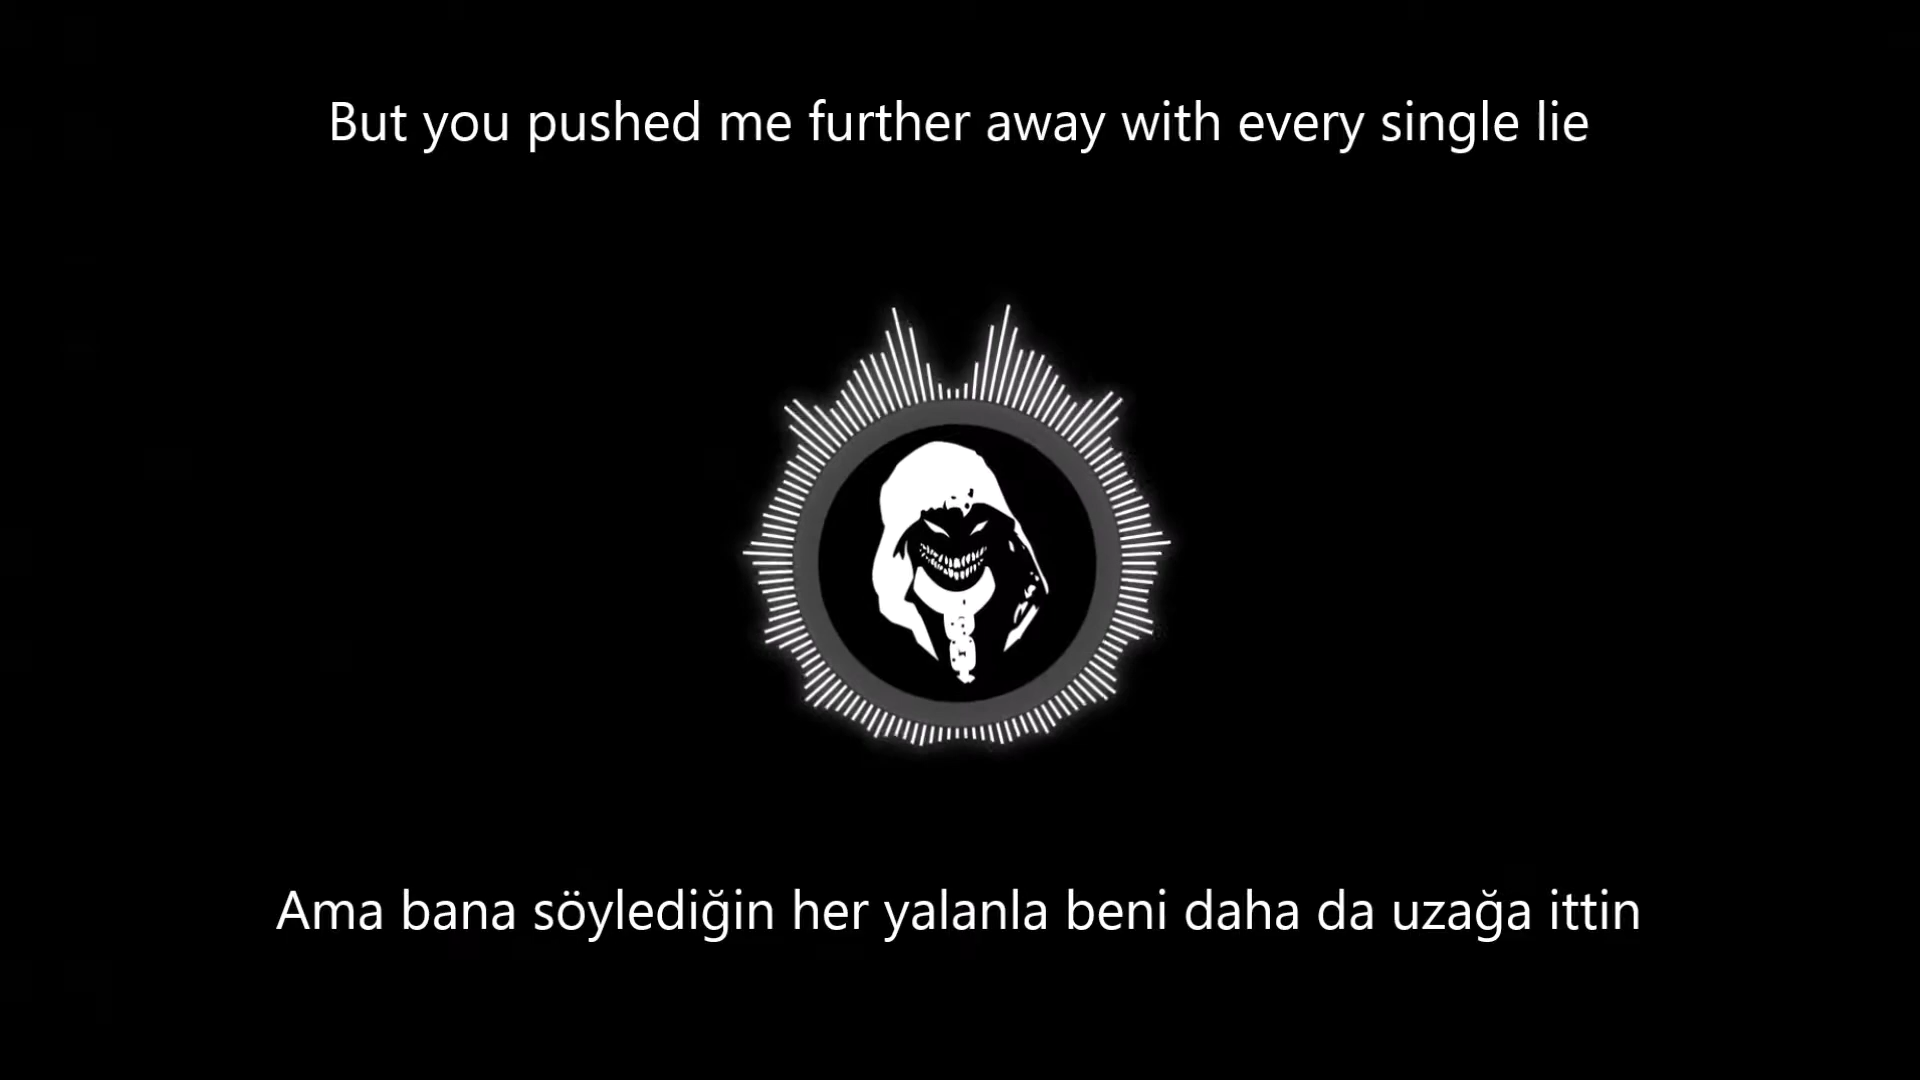 But you pushed me further away with every single lie
Ama bana söylediğin her yalanla beni daha da uzağa ittin